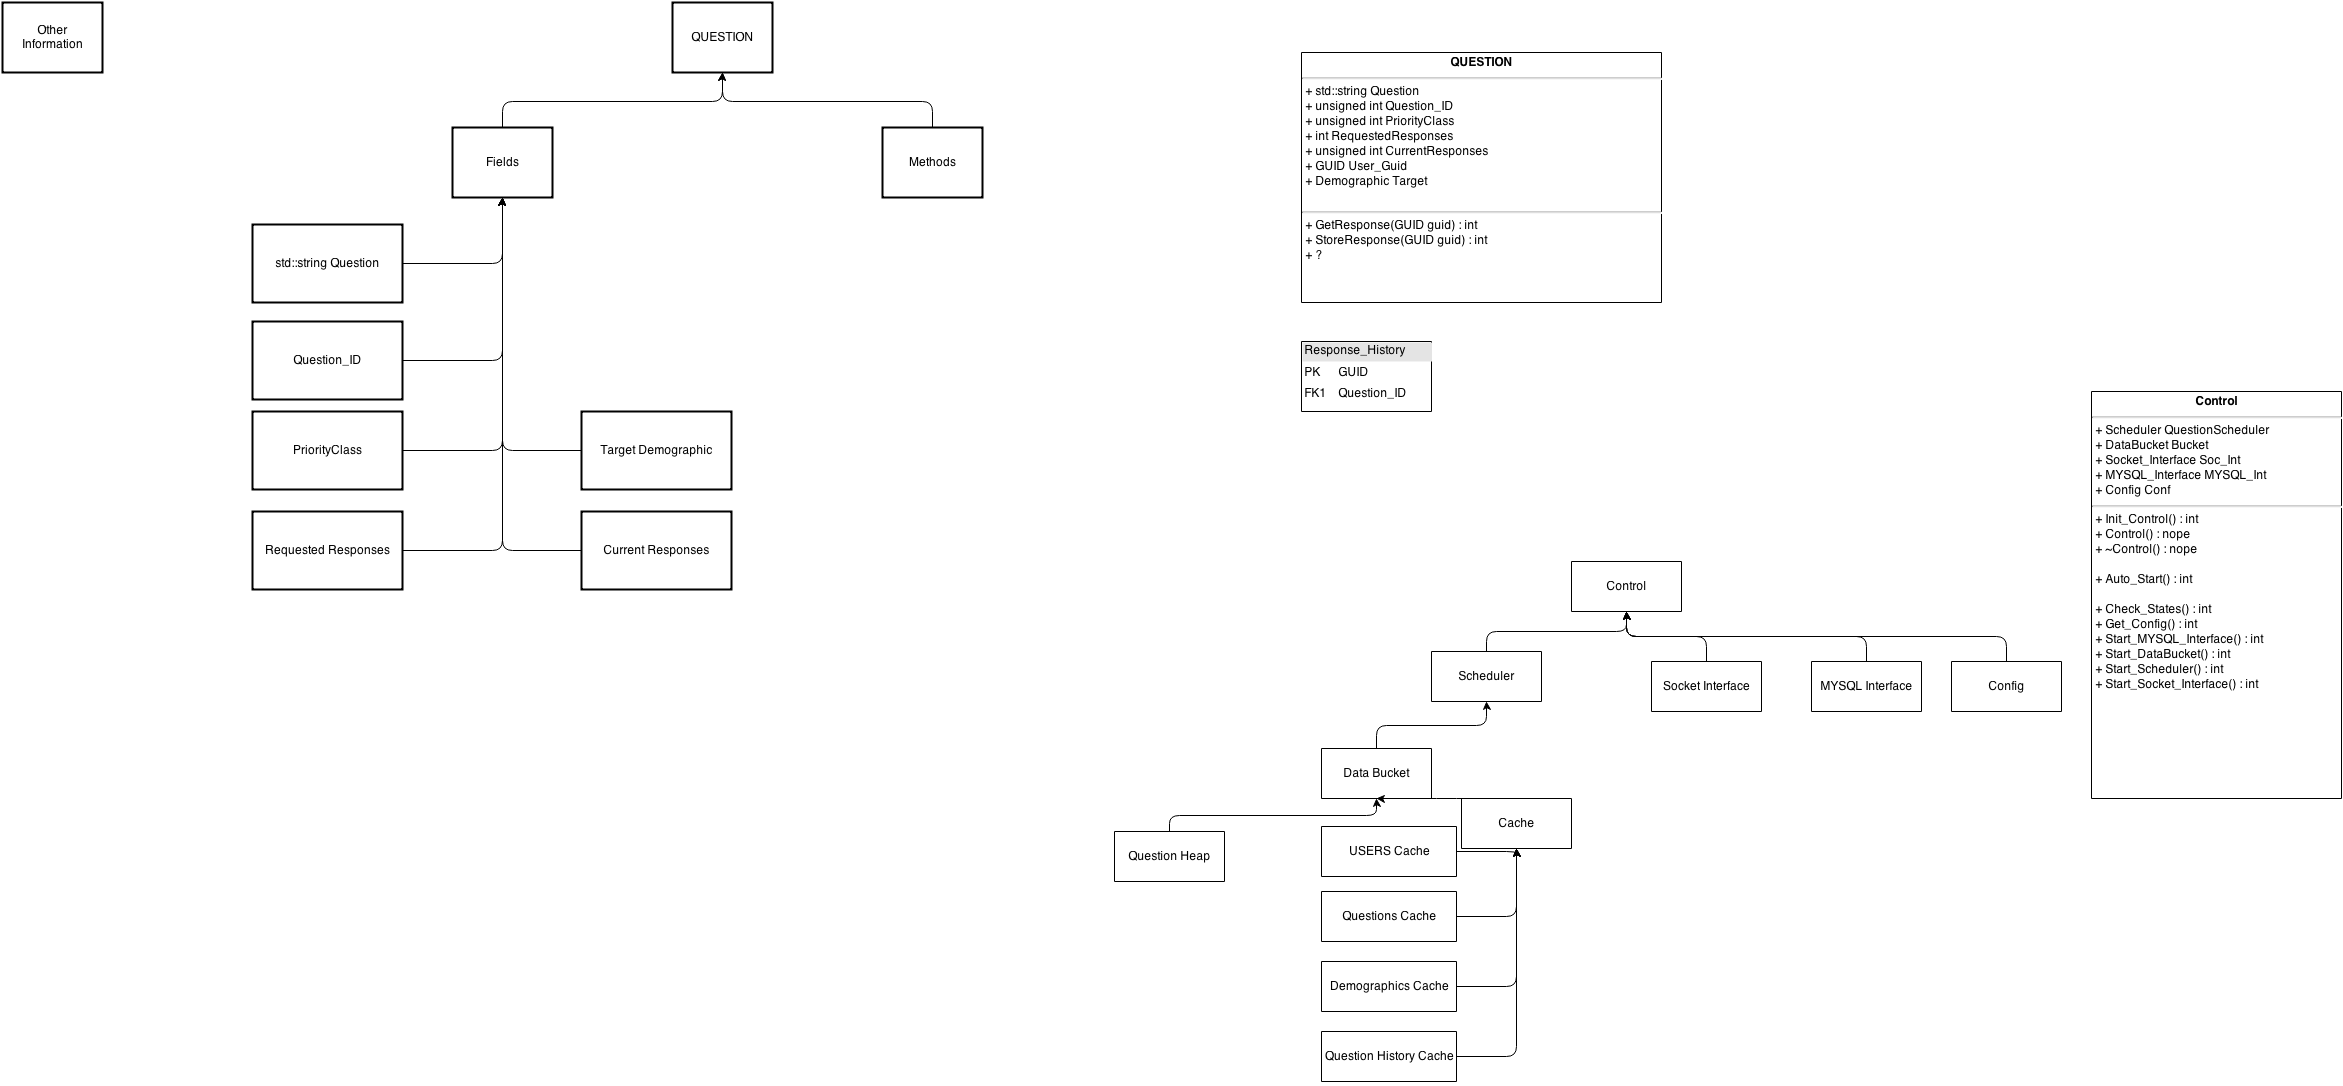 Other
Information
QUESTION
Fields
Methods
std::string Question
Question_ID
PriorityClass
Target Demographic
Requested Responses
Current Responses
QUESTION
+ std::string Question
+ unsigned int Question_ID
+ unsigned int PriorityClass
+ int RequestedResponses
+ unsigned int CurrentResponses
+ GUID User_Guid
+ Demographic Target
+ GetResponse(GUID guid) : int
+ StoreResponse(GUID guid) : int
+ ?
Response_History
PK GUID
FK1 Question_ID
Control
Scheduler
Socket Interface
MYSQL Interface
Config
Data Bucket
Cache
Question Heap
USERS Cache
Questions Cache
Demographics Cache
Question History Cache
Control
+ Scheduler QuestionScheduler
+ DataBucket Bucket
+ Socket_Interface Soc_Int
+ MYSQL_Interface MYSQL_Int
+ Config Conf
+ Init_Control() : int
+ Control() : nope
+ ~Control() : nope
+ Auto_Start() : int
+ Check_States() : int
+ Get_Config() : int
+ Start_MYSQL_Interface() : int
+ Start_DataBucket() : int
+ Start_Scheduler() : int
+ Start_Socket_Interface() : int